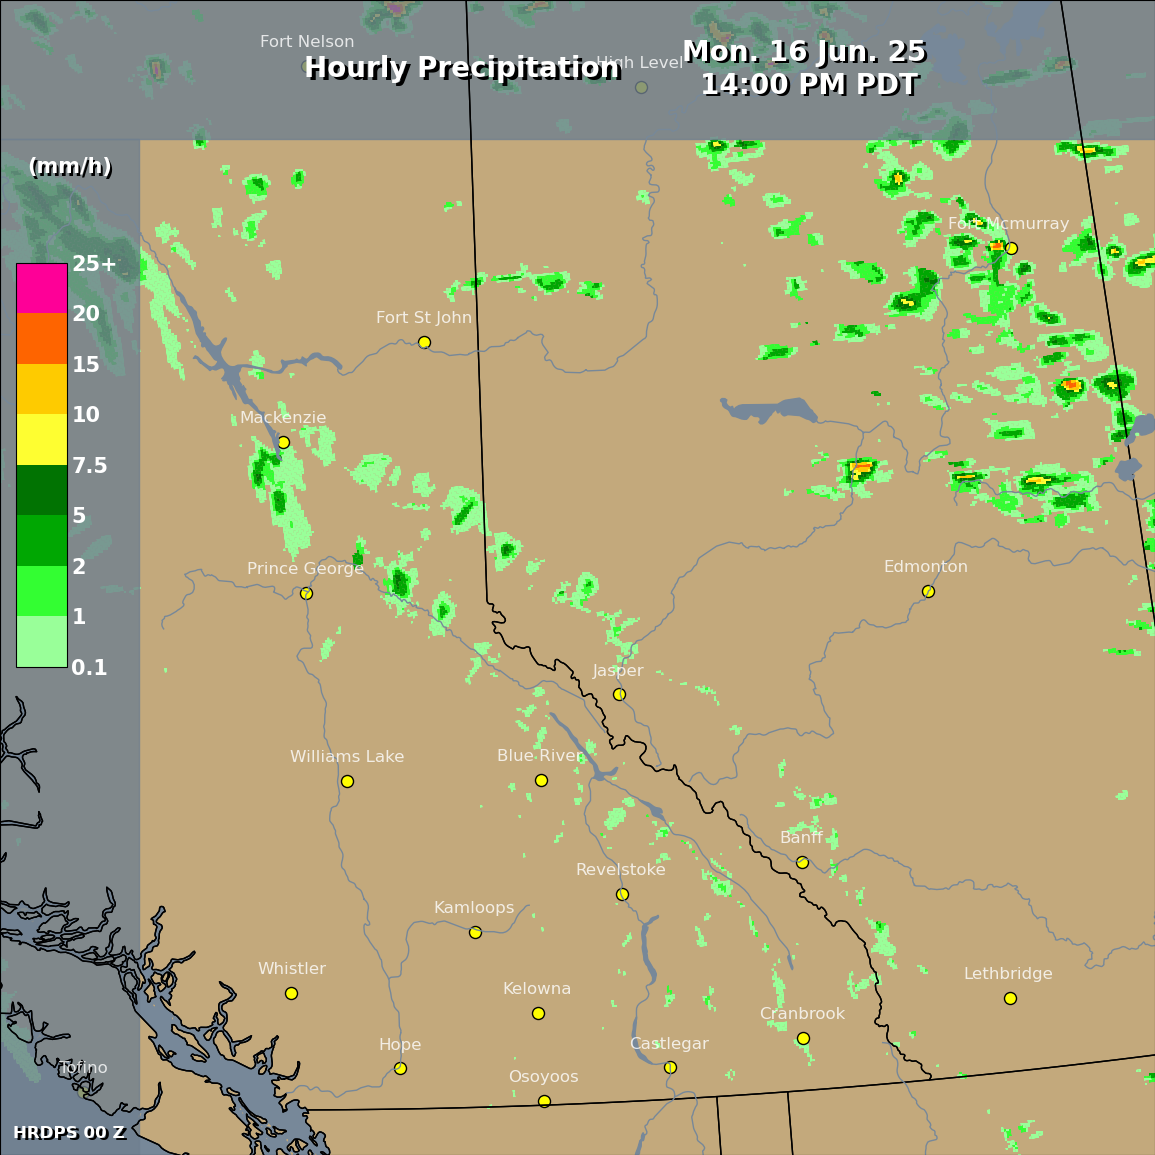 Fort Nelson
Hourly Precipitation
High Level
Mon. 16 Jun. 25
14:00 PM PDT
(mm/h)
25+
20
15
10
7.5
5
2
1
0.1
Fort Mcmurray
Fort St John
Mackenzie
Prince George
Edmonton
Jasper
Williams Lake
Blue River
Banff
Revelstoke
Kamloops
Whistler
Kelowna
Lethbridge
Cranbrook
Hope
Castlegar
Tofino
Osoyoos
HRDPS 00 Z